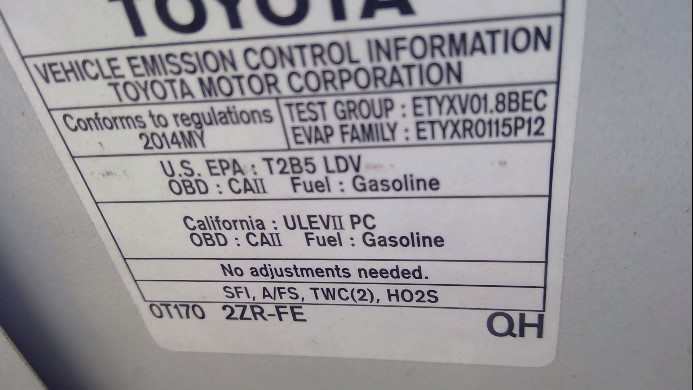 TOYOTA
VEHICLE EMISSION CONTROL INFORMATION
TOYOTA MOTOR CORPORATION
Conforms to regulations
2014MY
TEST GROUP : ETYXV01.8BEC
EVAP FAMILY : ETYXR0115P12
U.S. EPA : T2B5 LDV
OBD : CAII Fuel : Gasoline
California : ULEVII PC
OBD : CAII Fuel : Gasoline
No adjustments needed.
SFI, A/FS, TWC(2), HO2S
0T170 2ZR-FE
QH